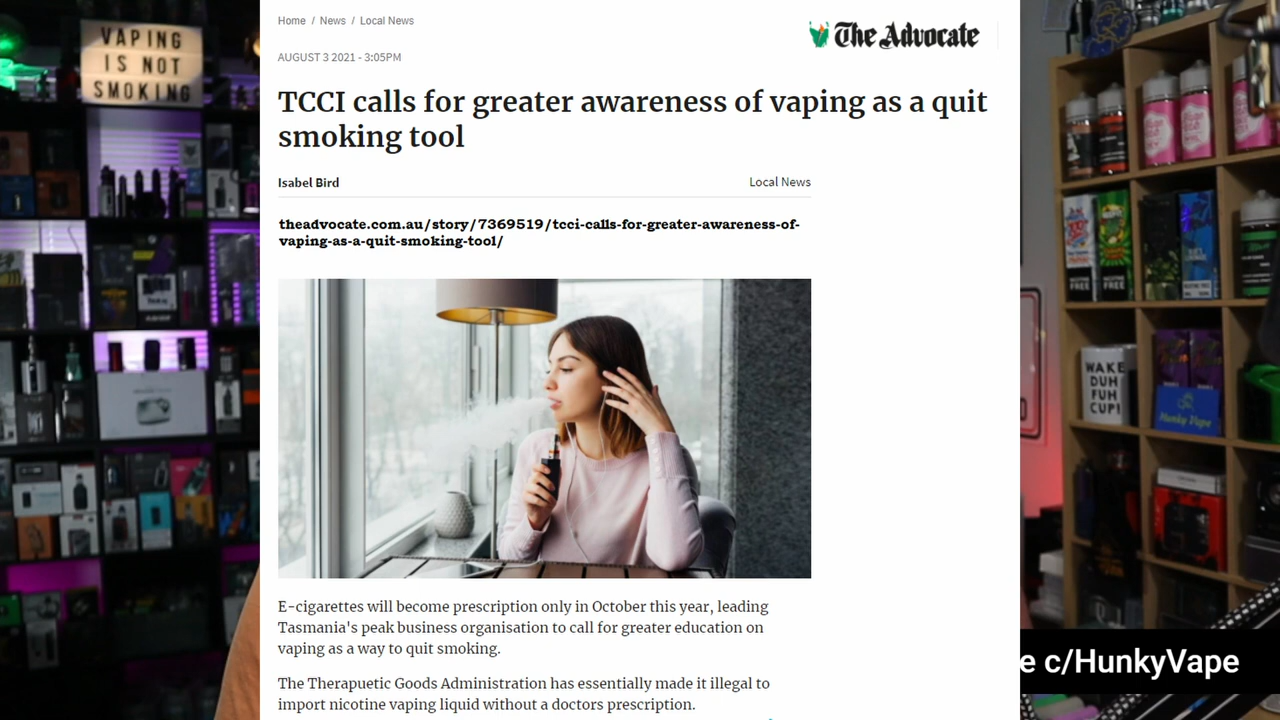 VAPING
IS NOT
SMOKING
Home / News / Local News
The Advocate
AUGUST 3 2021 - 3:05PM
TCCI calls for greater awareness of vaping as a quit
smoking tool
Isabel Bird
Local News
theadvocate.com.au/story/7369519/tcci-calls-for-greater-awareness-of-
vaping-as-a-quit-smoking-tool/
E-cigarettes will become prescription only in October this year, leading
Tasmania's peak business organisation to call for greater education on
vaping as a way to quit smoking.
The Therapuetic Goods Administration has essentially made it illegal to
import nicotine vaping liquid without a doctors prescription.
WAKE
DUH
FUH
CUP!
Hunky Vape
e c/HunkyVape